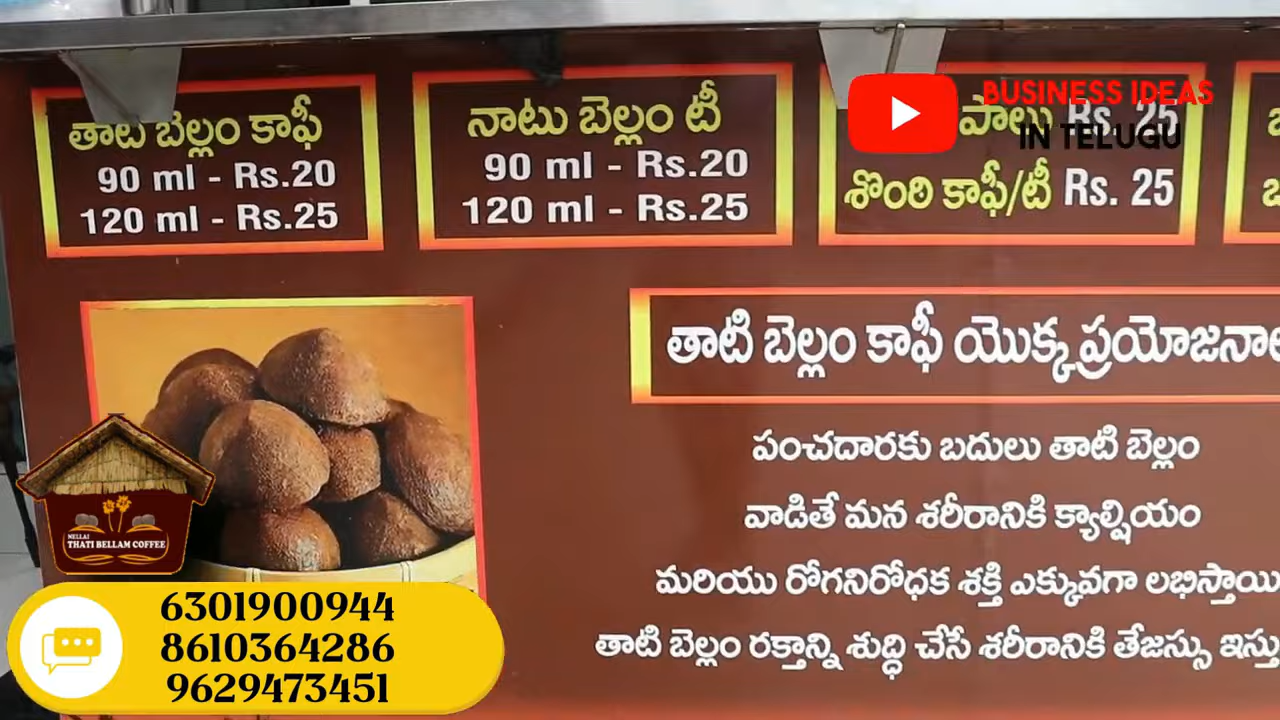 తాటి బెల్లం కాఫీ
90 ml - Rs.20
120 ml - Rs.25
నాటు బెల్లం టీ
90 ml - Rs.20
120 ml - Rs.25
పాలు Rs. 25
శొంఠి కాఫీ/టీ Rs. 25
BUSINESS IDEAS
IN TELUGU
తాటి బెల్లం కాఫీ యొక్క ప్రయోజనాల
పంచదారకు బదులు తాటి బెల్లం
వాడితే మన శరీరానికి క్యాల్షియం
మరియు రోగనిరోధక శక్తి ఎక్కువగా లభిస్తాయి
తాటి బెల్లం రక్తాన్ని శుద్ధి చేసే శరీరానికి తేజస్సు ఇస్తు
NELLAI
THATI BELLAM COFFEE
6301900944
8610364286
9629473451